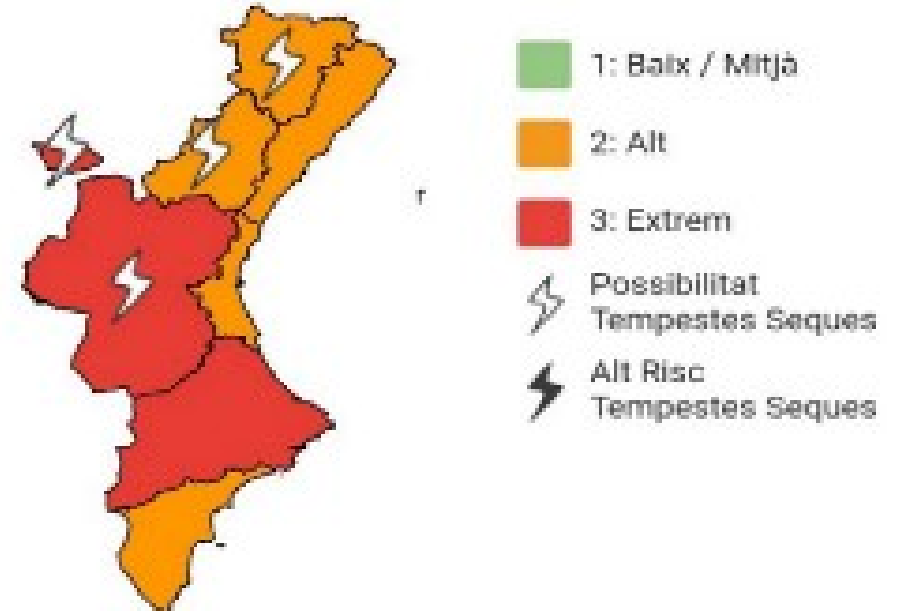 1: Baix / Mitjà
2: Alt
r
3: Extrem
Possibilitat
Tempestes Seques
Alt Risc
Tempestes Seques